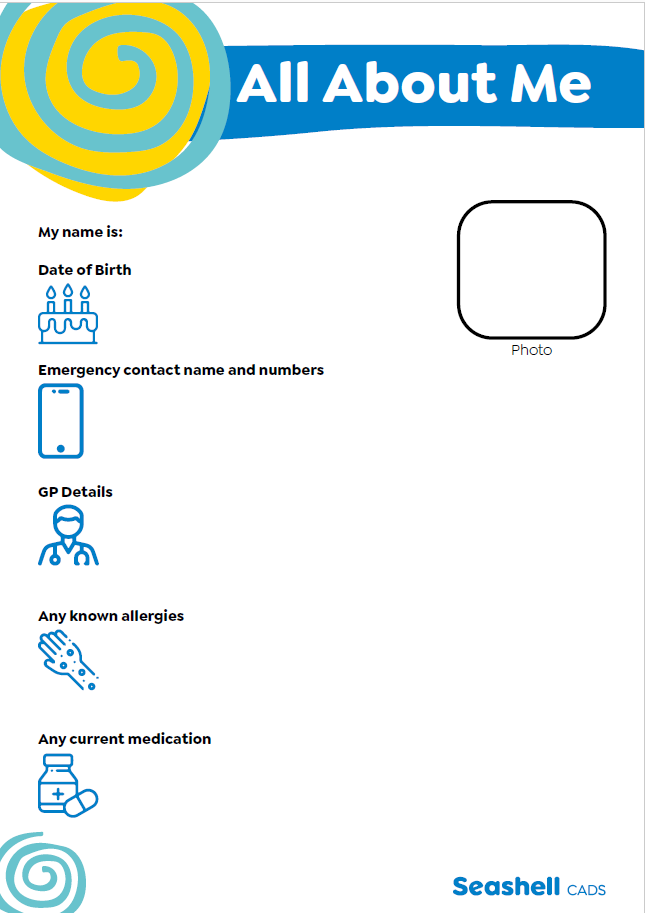 All About Me
My name is:
Date of Birth
Photo
Emergency contact name and numbers
GP Details
Any known allergies
Any current medication
Seashell CADS